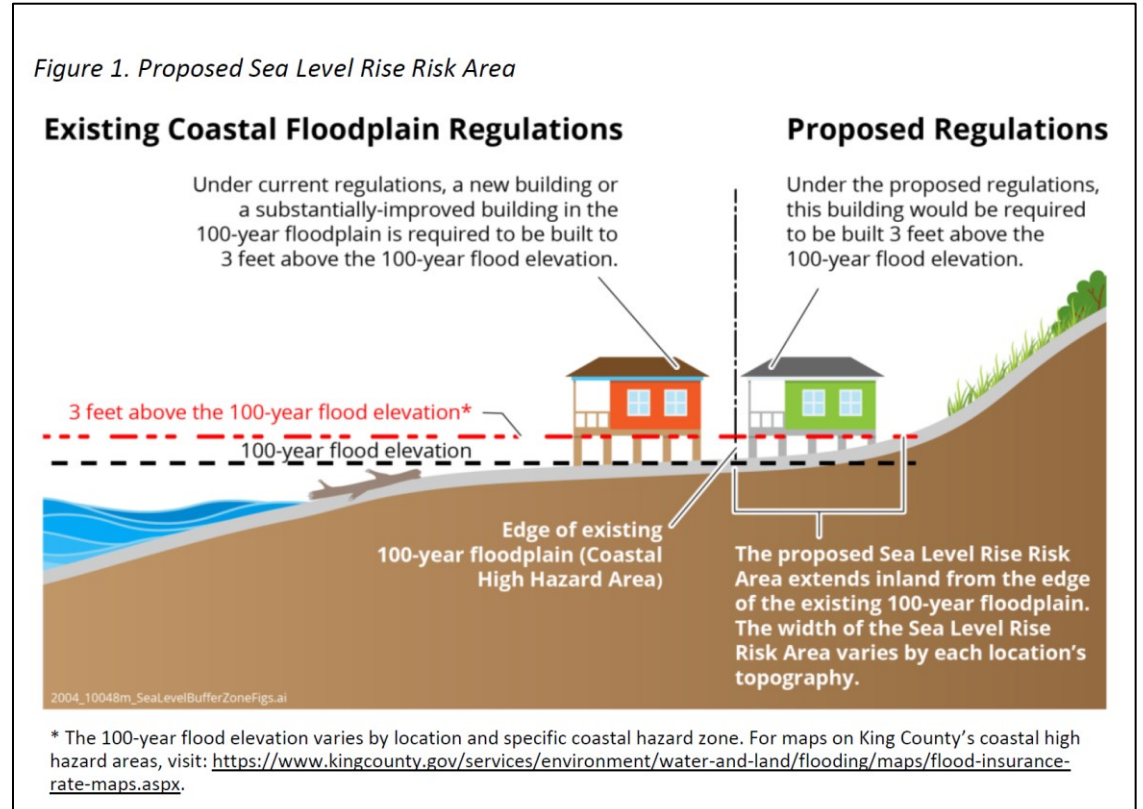 Figure 1. Proposed Sea Level Rise Risk Area
Existing Coastal Floodplain Regulations
Proposed Regulations
Under current regulations, a new building or
a substantially-improved building in the
100-year floodplain is required to be built to
3 feet above the 100-year flood elevation.
Under the proposed regulations,
this building would be required
to be built 3 feet above the
100-year flood elevation.
3 feet above the 100-year flood elevation*
100-year flood elevation
Edge of existing
100-year floodplain (Coastal
High Hazard Area)
The proposed Sea Level Rise Risk
Area extends inland from the edge
of the existing 100-year floodplain.
The width of the Sea Level Rise
Risk Area varies by each location’s
topography.
2004_10048m_SeaLevelBufferZoneFigs.ai
* The 100-year flood elevation varies by location and specific coastal hazard zone. For maps on King County’s coastal high
hazard areas, visit: https://www.kingcounty.gov/services/environment/water-and-land/flooding/maps/flood-insurance-
rate-maps.aspx.